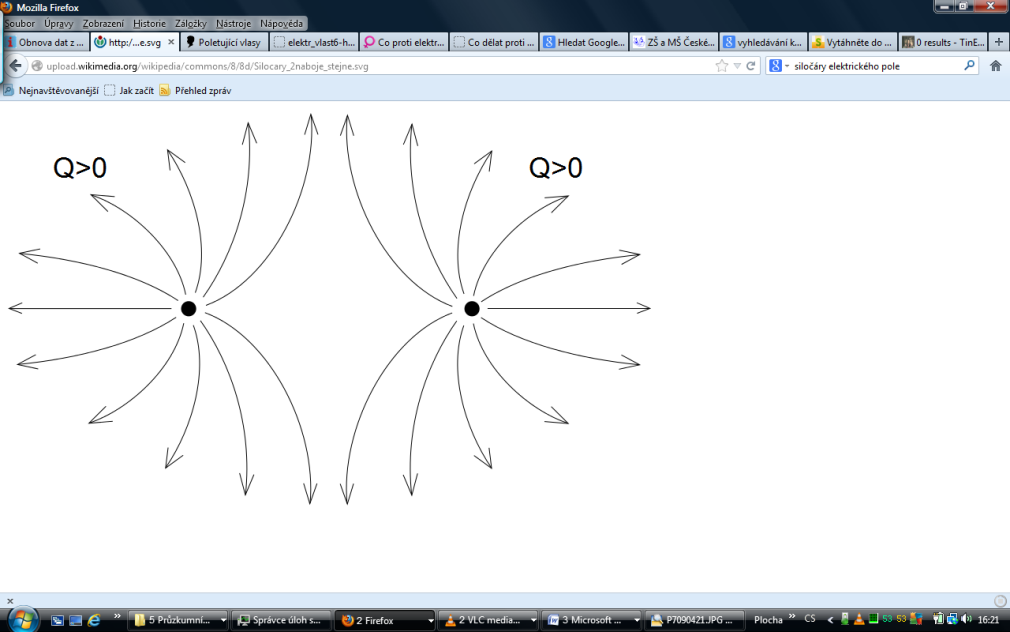 Mozilla Firefox
Soubor Úpravy Zobrazení Historie Záložky Nástroje Nápověda
Obnova dat z ... http:/...e.svg × Poletující vlasy elektr_vlast6-h... Co proti elektr... Co dělat proti ... Hledat Google... ZŠ a MŠ České... vyhledávání k... Vytáhněte do ... 0 results - TinE...
upload.wikimedia.org/wikipedia/commons/8/8d/Silocary_2naboje_stejne.svg siločáry elektrického pole
Nejnavštěvovanější Jak začít Přehled zpráv
Q>0 Q>0
5 Průzkumní... Správce úloh s... 2 Firefox 2 VLC media... 3 Microsoft ... P7090421.JPG ... Plocha » CS 53 53 16:21